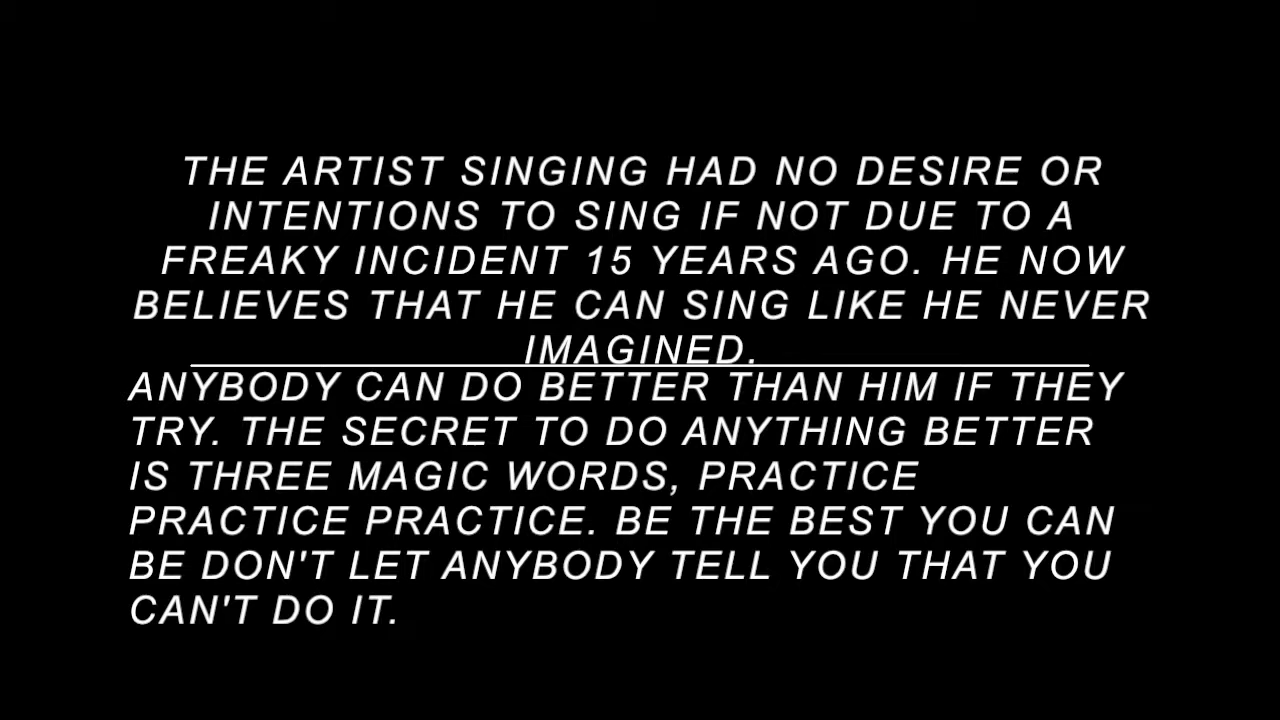 THE ARTIST SINGING HAD NO DESIRE OR
INTENTIONS TO SING IF NOT DUE TO A
FREAKY INCIDENT 15 YEARS AGO. HE NOW
BELIEVES THAT HE CAN SING LIKE HE NEVER
IMAGINED.
ANYBODY CAN DO BETTER THAN HIM IF THEY
TRY. THE SECRET TO DO ANYTHING BETTER
IS THREE MAGIC WORDS, PRACTICE
PRACTICE PRACTICE. BE THE BEST YOU CAN
BE DON'T LET ANYBODY TELL YOU THAT YOU
CAN'T DO IT.